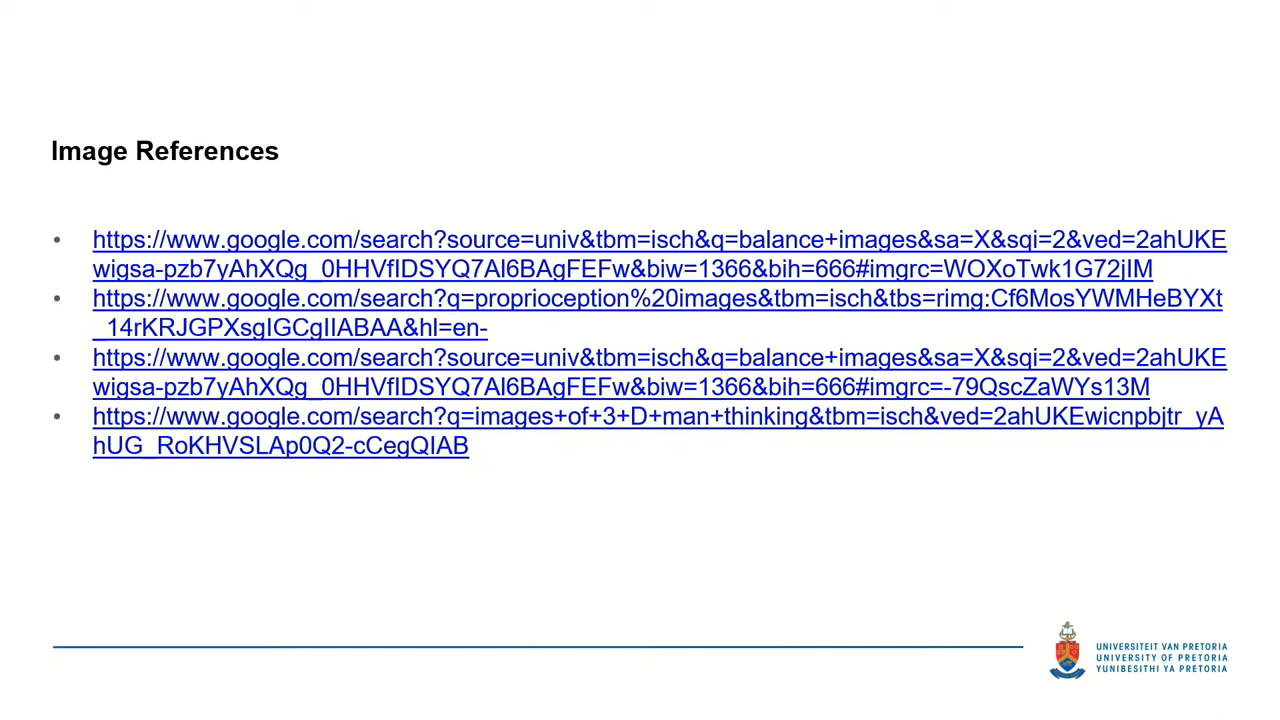 Image References
• https://www.google.com/search?source=univ&tbm=isch&q=balance+images&sa=X&sqi=2&ved=2ahUKE
wigsa-pzb7yAhXQg_0HHVfIDSYQ7Al6BAgFEFw&biw=1366&bih=666#imgrc=WOXoTwk1G72jIM
• https://www.google.com/search?q=proprioception%20images&tbm=isch&tbs=rimg:Cf6MosYWMHeBYXt
_14rKRJGPXsgIGCgIIABAA&hl=en-
• https://www.google.com/search?source=univ&tbm=isch&q=balance+images&sa=X&sqi=2&ved=2ahUKE
wigsa-pzb7yAhXQg_0HHVfIDSYQ7Al6BAgFEFw&biw=1366&bih=666#imgrc=-79QscZaWYs13M
• https://www.google.com/search?q=images+of+3+D+man+thinking&tbm=isch&ved=2ahUKEwicnpbjtr_yA
hUG_RoKHVSLAp0Q2-cCegQIAB
UNIVERSITEIT VAN PRETORIA
UNIVERSITY OF PRETORIA
YUNIBESITHI YA PRETORIA